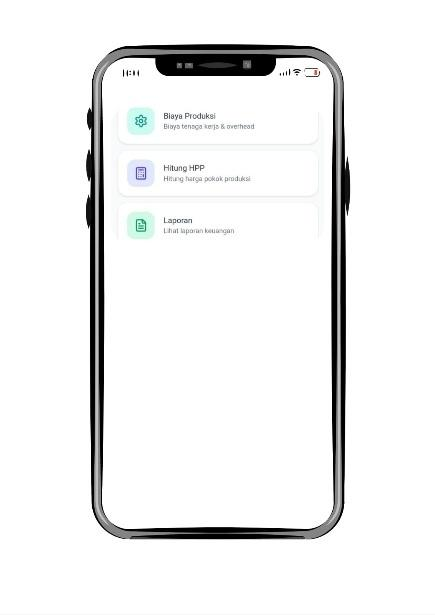 Biaya Produksi
Biaya tenaga kerja & overhead
Hitung HPP
Hitung harga pokok produksi
Laporan
Lihat laporan keuangan